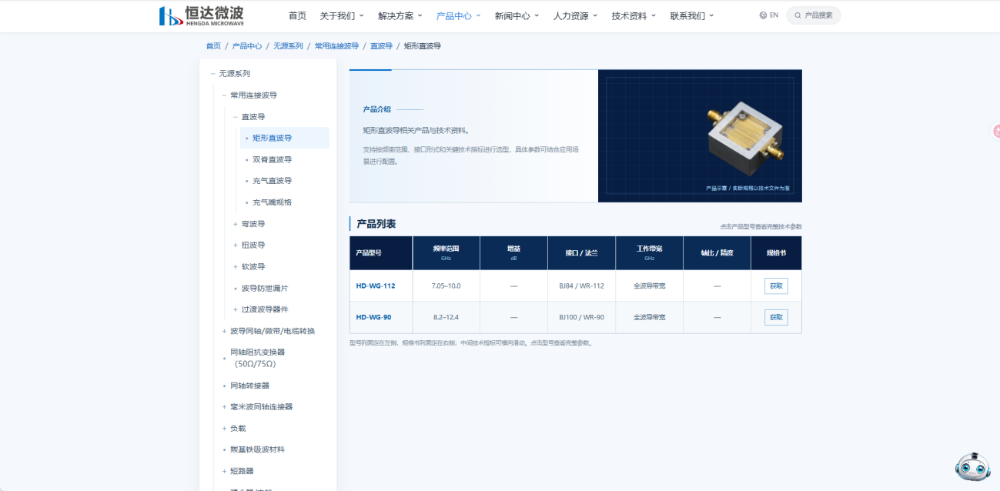 恒达微波
HENGDA MICROWAVE
首页 关于我们 解决方案 产品中心 新闻中心 人力资源 技术资料 联系我们 EN 产品搜索
首页 / 产品中心 / 无源系列 / 常用连接波导 / 直波导 / 矩形直波导
无源系列
常用连接波导
直波导
矩形直波导
双脊直波导
充气直波导
充气嘴规格
弯波导
扭波导
软波导
波导防泄漏片
过渡波导器件
波导同轴/微带/电缆转换
同轴阻抗变换器
（50Ω/75Ω）
同轴转接器
毫米波同轴连接器
负载
羰基铁吸波材料
短路器
产品介绍
矩形直波导相关产品与技术资料。
支持按频率范围、接口形式和关键技术指标进行选型，具体参数可结合应用场
景进行配置。
产品示意 / 实际规格以技术文件为准
产品列表
点击产品型号查看完整技术参数
产品型号 频率范围 增益 接口 / 法兰 工作带宽 轴比 / 精度 规格书
GHz dB GHz
HD-WG-112 7.05–10.0 — BJ84 / WR-112 全波导带宽 — 获取
HD-WG-90 8.2–12.4 — BJ100 / WR-90 全波导带宽 — 获取
型号列固定在左侧，规格书列固定在右侧；中间技术指标可横向滑动。点击型号查看完整参数。